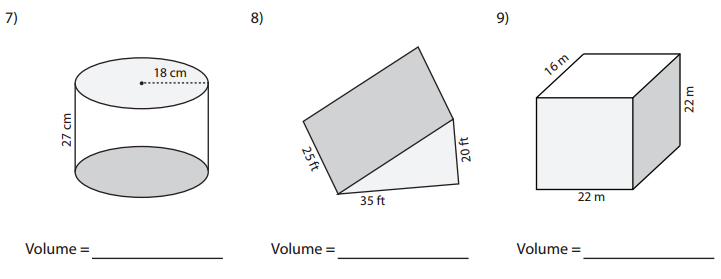 7)
18 cm
27 cm
Volume =
8)
25 ft
20 ft
35 ft
Volume =
9)
16 m
22 m
22 m
Volume =